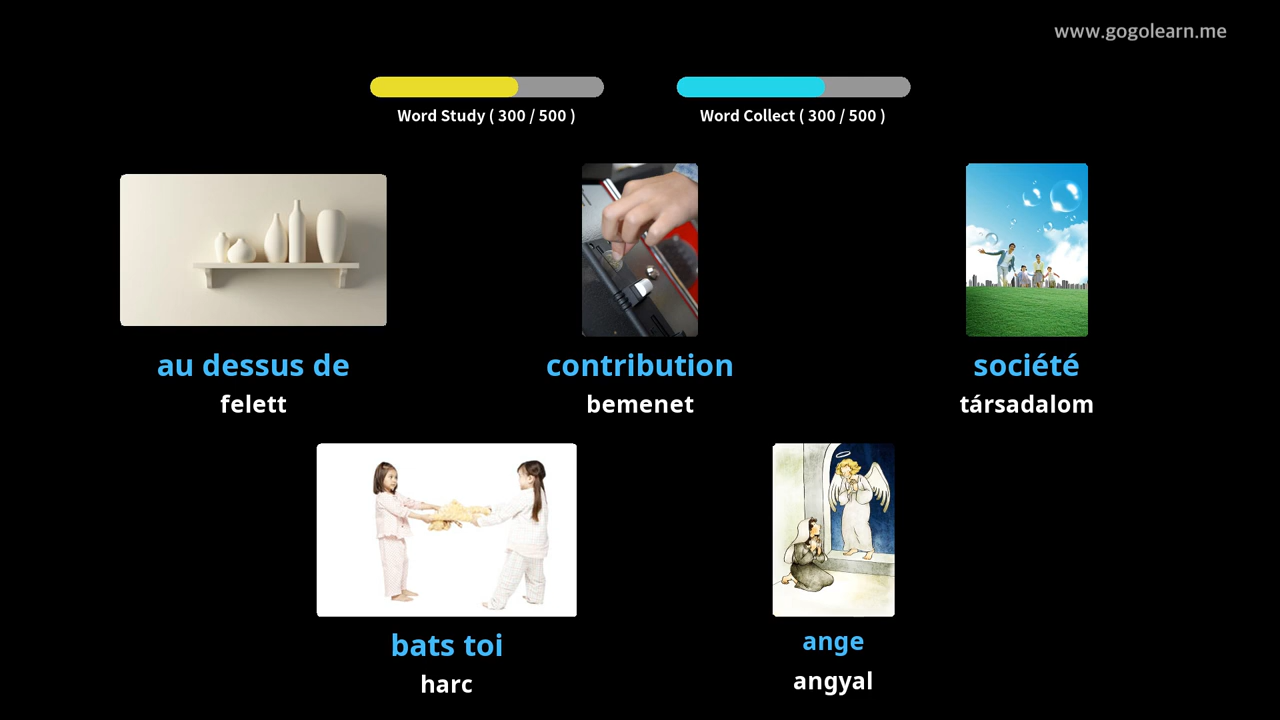 www.gogolearn.me
Word Study ( 300 / 500 )
Word Collect ( 300 / 500 )
au dessus de
felett
contribution
bemenet
société
társadalom
bats toi
harc
ange
angyal